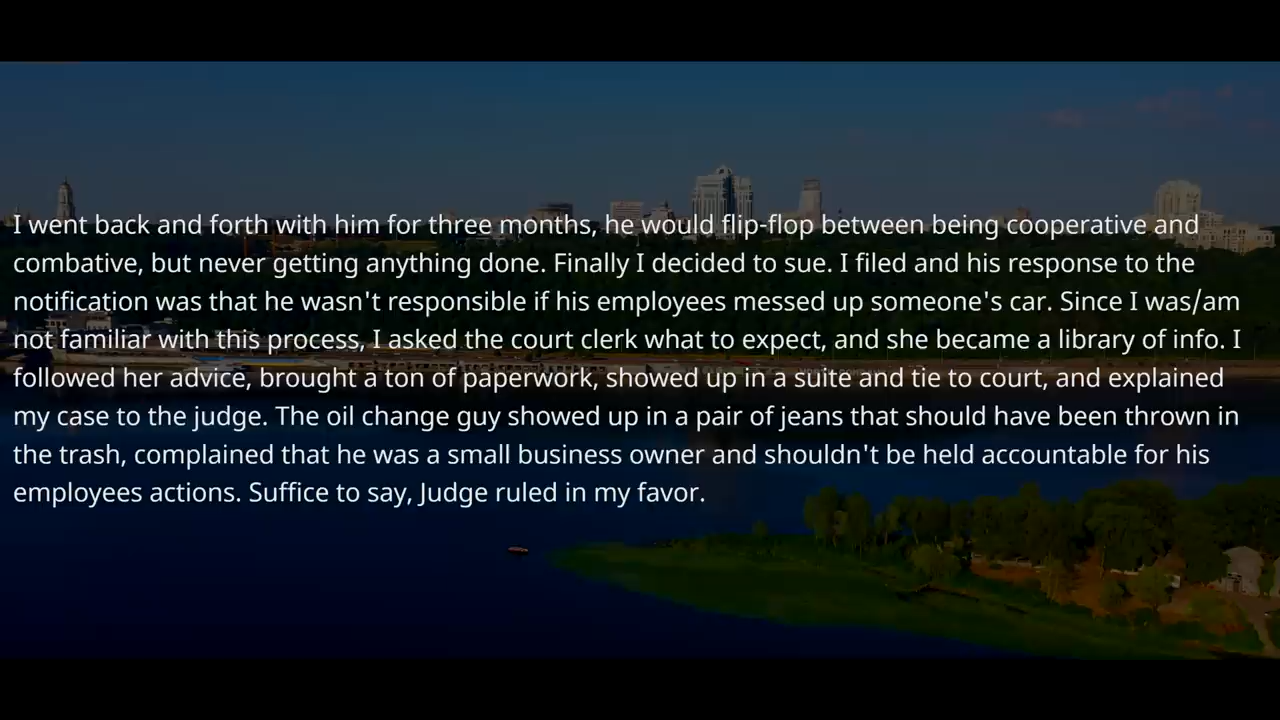 I went back and forth with him for three months, he would flip-flop between being cooperative and
combative, but never getting anything done. Finally I decided to sue. I filed and his response to the
notification was that he wasn't responsible if his employees messed up someone's car. Since I was/am
not familiar with this process, I asked the court clerk what to expect, and she became a library of info. I
followed her advice, brought a ton of paperwork, showed up in a suite and tie to court, and explained
my case to the judge. The oil change guy showed up in a pair of jeans that should have been thrown in
the trash, complained that he was a small business owner and shouldn't be held accountable for his
employees actions. Suffice to say, Judge ruled in my favor.